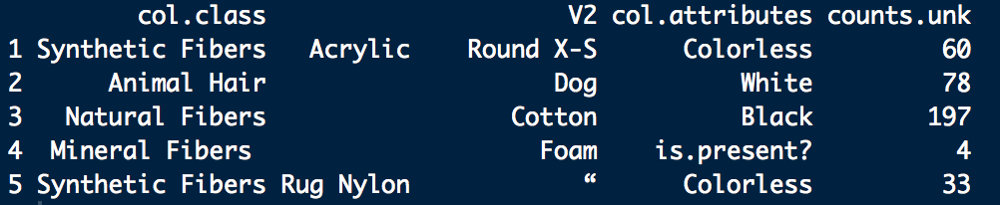 col.class V2 col.attributes counts.unk
1 Synthetic Fibers Acrylic Round X-S Colorless 60
2 Animal Hair Dog White 78
3 Natural Fibers Cotton Black 197
4 Mineral Fibers Foam is.present? 4
5 Synthetic Fibers Rug Nylon “ Colorless 33